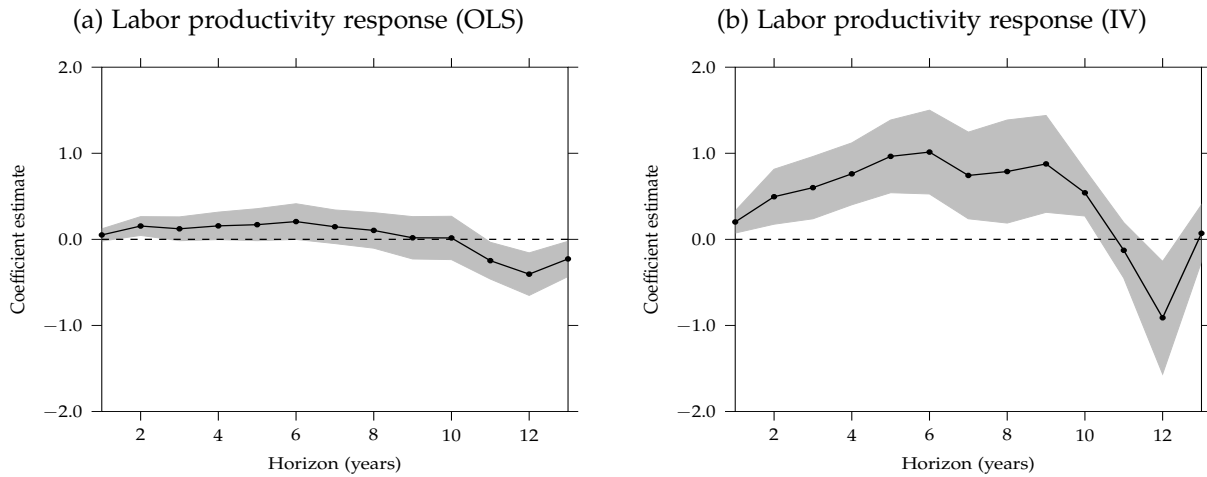 (a) Labor productivity response (OLS)
2.0
1.0
0.0
−1.0
−2.0
Coefficient estimate
2 4 6 8 10 12
Horizon (years)
(b) Labor productivity response (IV)
2.0
1.0
0.0
−1.0
−2.0
Coefficient estimate
2 4 6 8 10 12
Horizon (years)